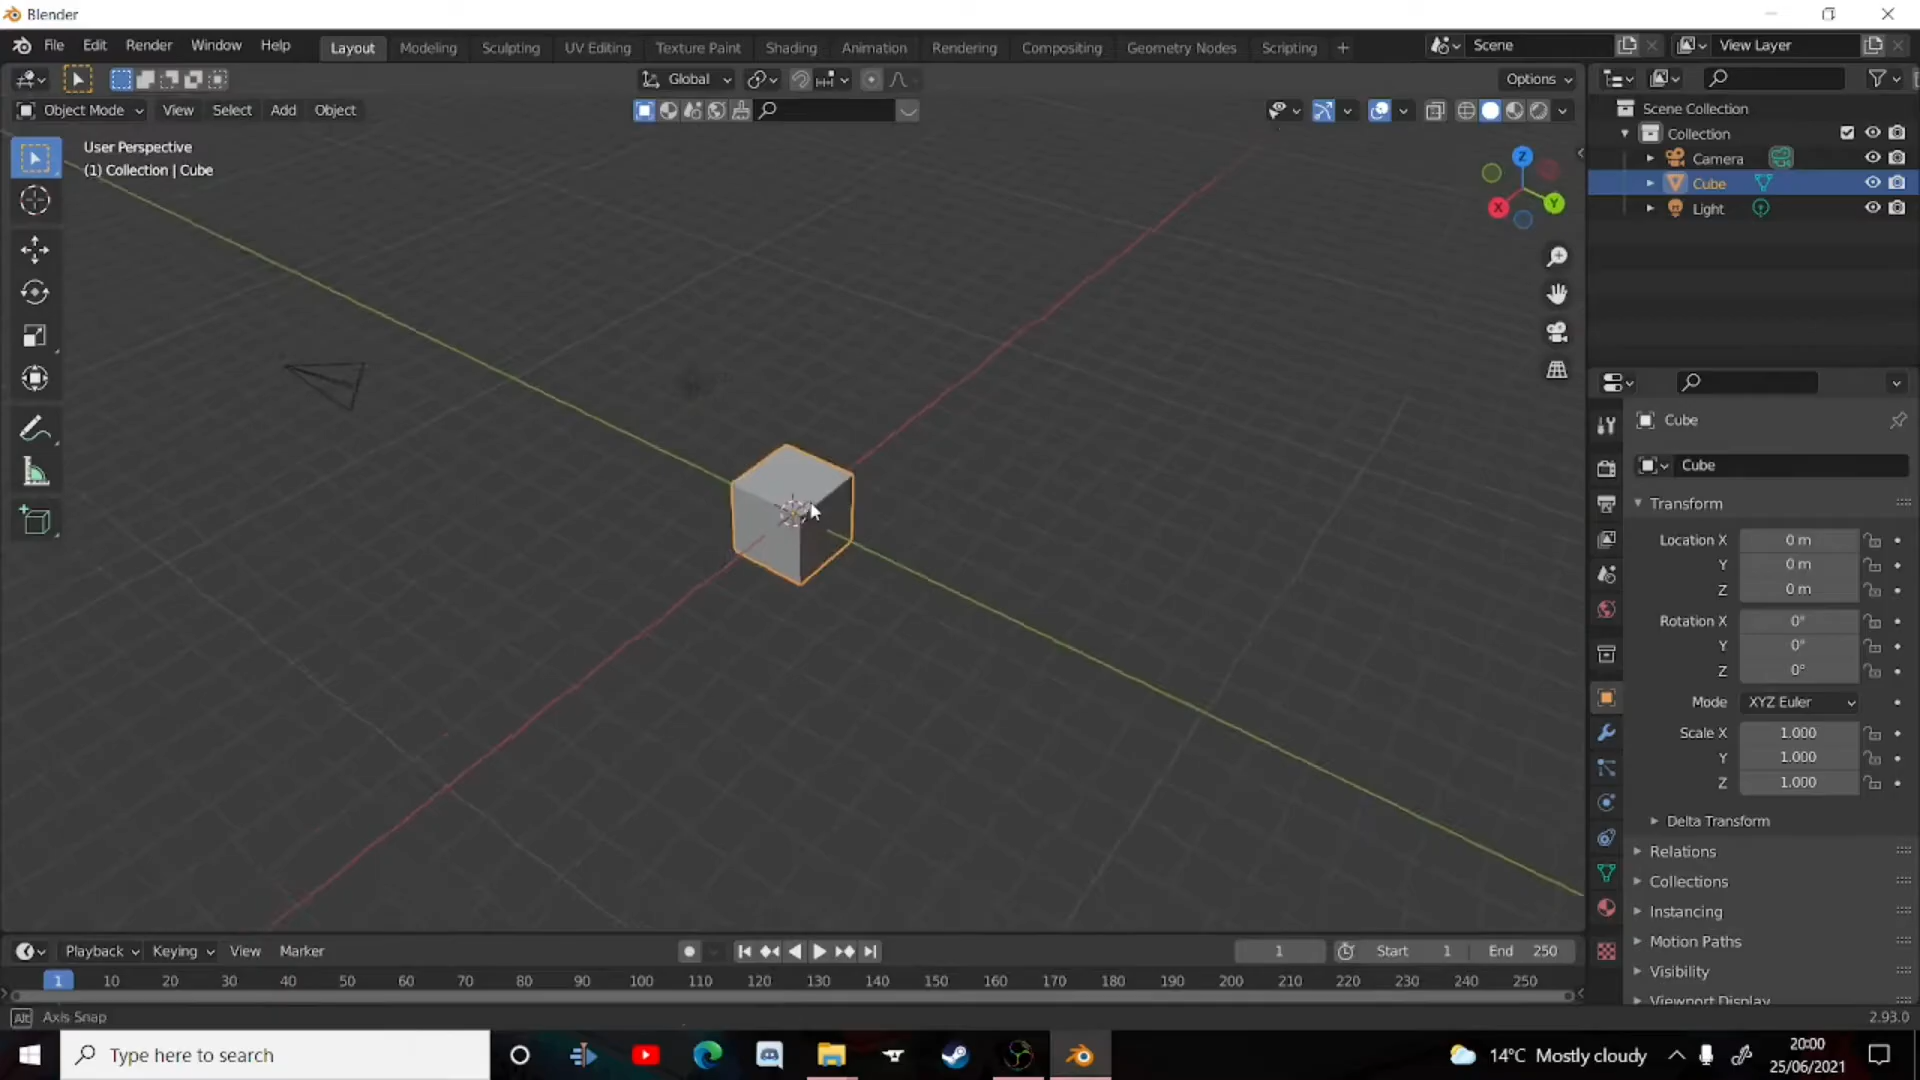 Blender
File Edit Render Window Help Layout Modeling Sculpting UV Editing Texture Paint Shading Animation Rendering Compositing Geometry Nodes Scripting + Scene View Layer
Global Options
Object Mode View Select Add Object
User Perspective
(1) Collection | Cube
Z
Y
X
Scene Collection
Collection
Camera
Cube
Light
Cube
Cube
Transform
Location X 0 m
Y 0 m
Z 0 m
Rotation X 0°
Y 0°
Z 0°
Mode XYZ Euler
Scale X 1.000
Y 1.000
Z 1.000
Delta Transform
Relations
Collections
Instancing
Motion Paths
Visibility
Viewport Display
Playback Keying View Marker 1 Start 1 End 250
1 10 20 30 40 50 60 70 80 90 100 110 120 130 140 150 160 170 180 190 200 210 220 230 240 250
Alt Axis Snap 2.93.0
Type here to search 14°C Mostly cloudy 20:00
25/06/2021